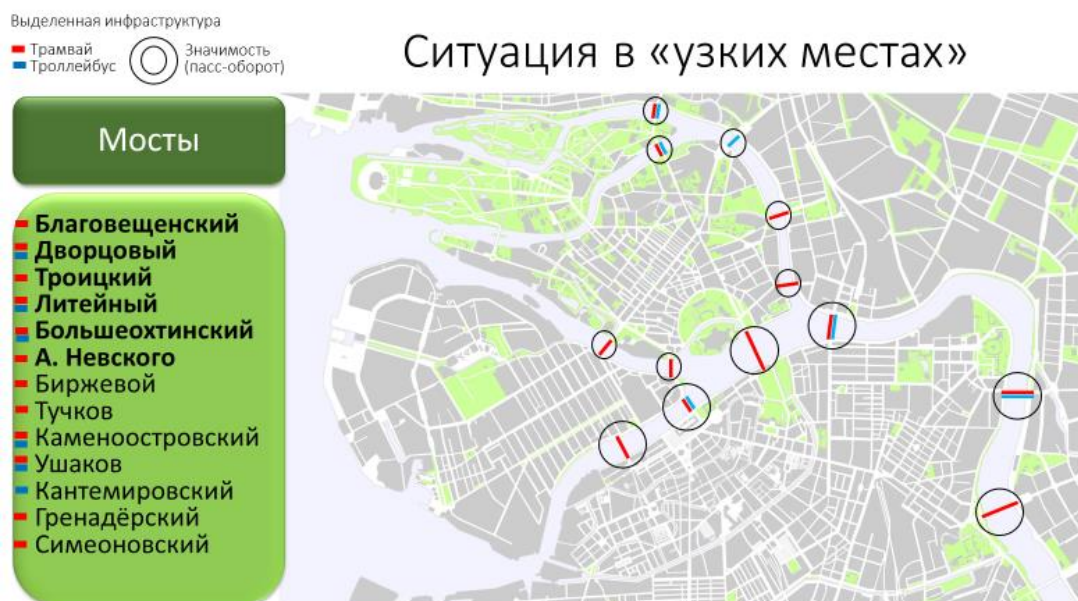 Выделенная инфраструктура
Трамвай
Троллейбус
Значимость
(пасс-оборот)
Ситуация в «узких местах»
Мосты
Благовещенский
Дворцовый
Троицкий
Литейный
Большеохтинский
А. Невского
Биржевой
Тучков
Каменоостровский
Ушаков
Кантемировский
Гренадёрский
Симеоновский